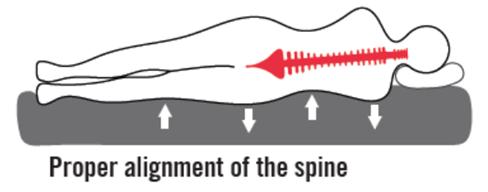 Proper alignment of the spine